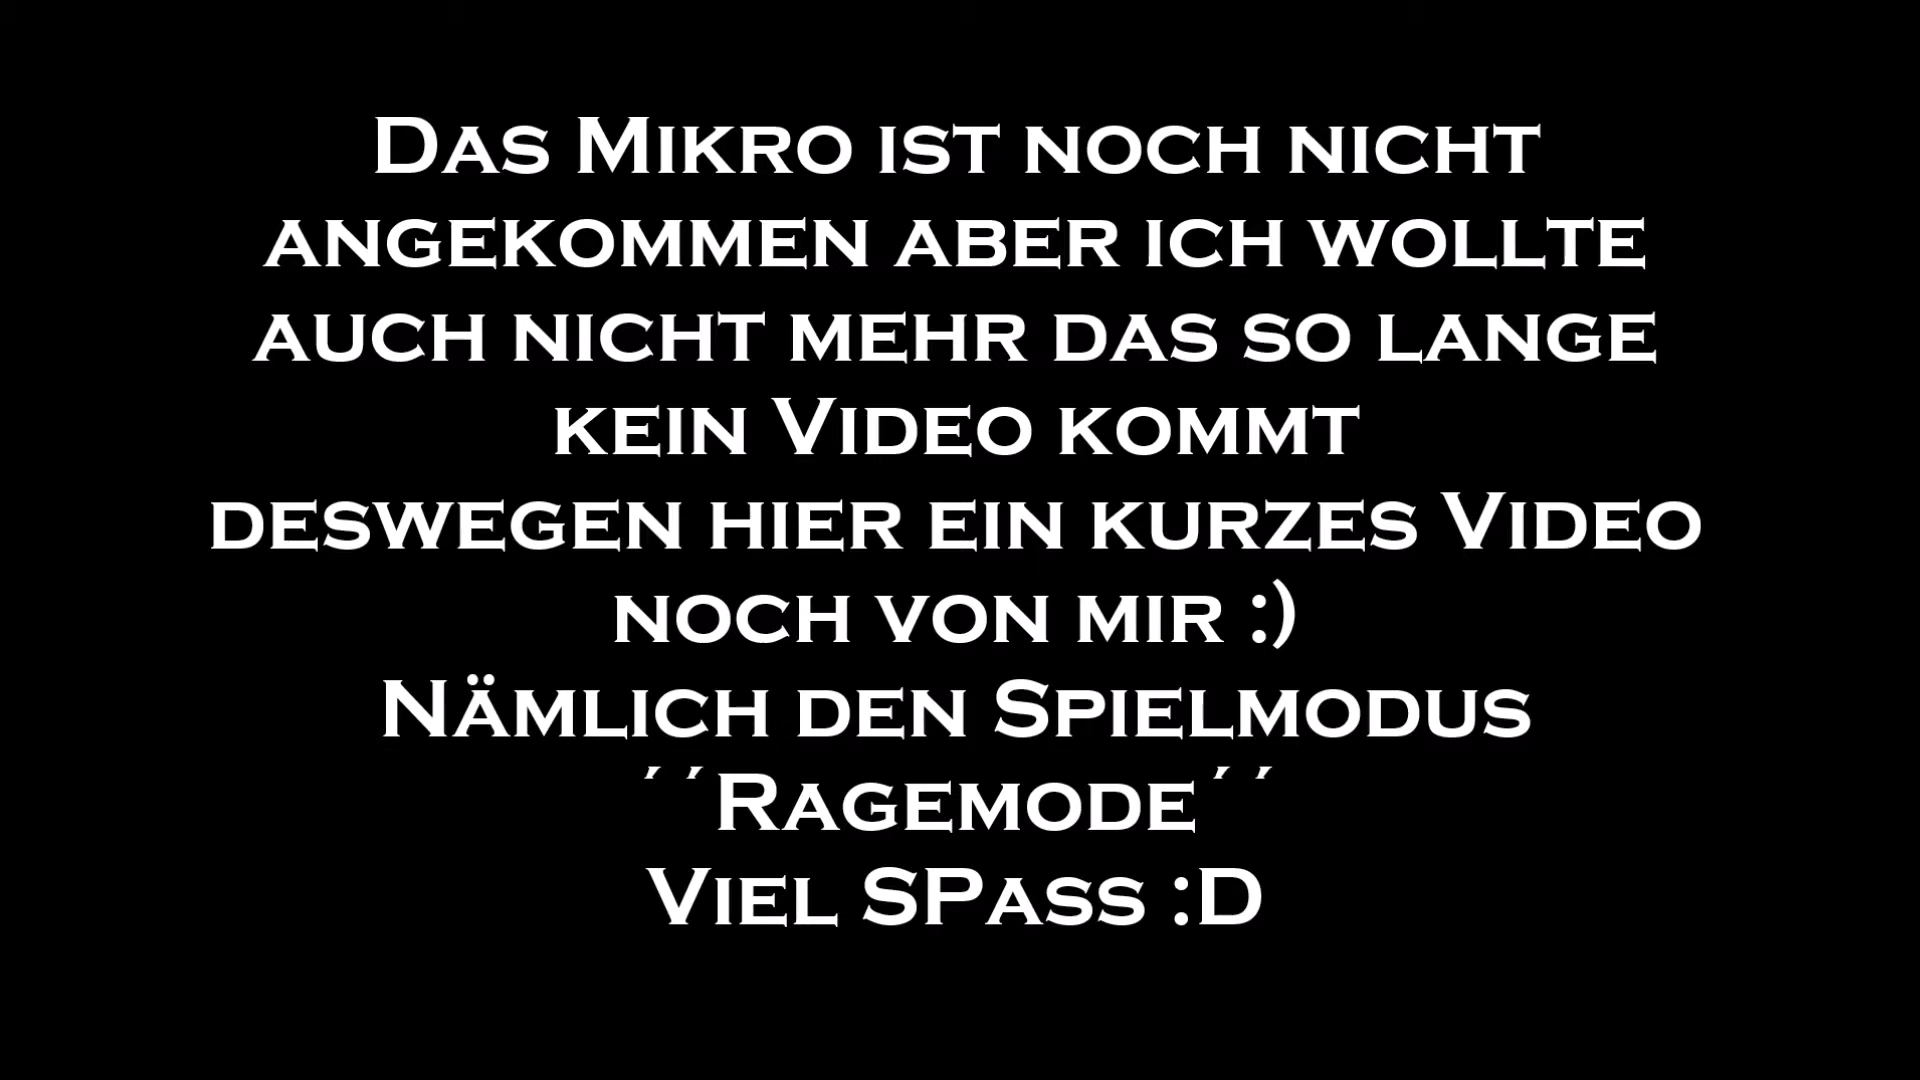 Das Mikro ist noch nicht
angekommen aber ich wollte
auch nicht mehr das so lange
kein Video kommt
deswegen hier ein kurzes Video
noch von mir :)
Nämlich den Spielmodus
´´Ragemode´´
Viel SPass :D